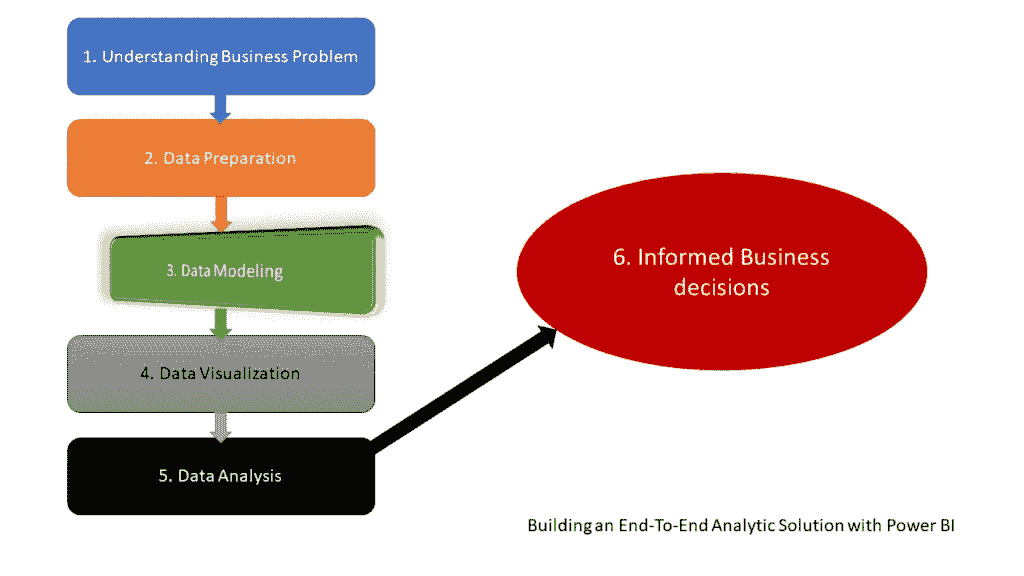 1. Understanding Business Problem
2. Data Preparation
3. Data Modeling
4. Data Visualization
5. Data Analysis
6. Informed Business
decisions
Building an End-To-End Analytic Solution with Power BI